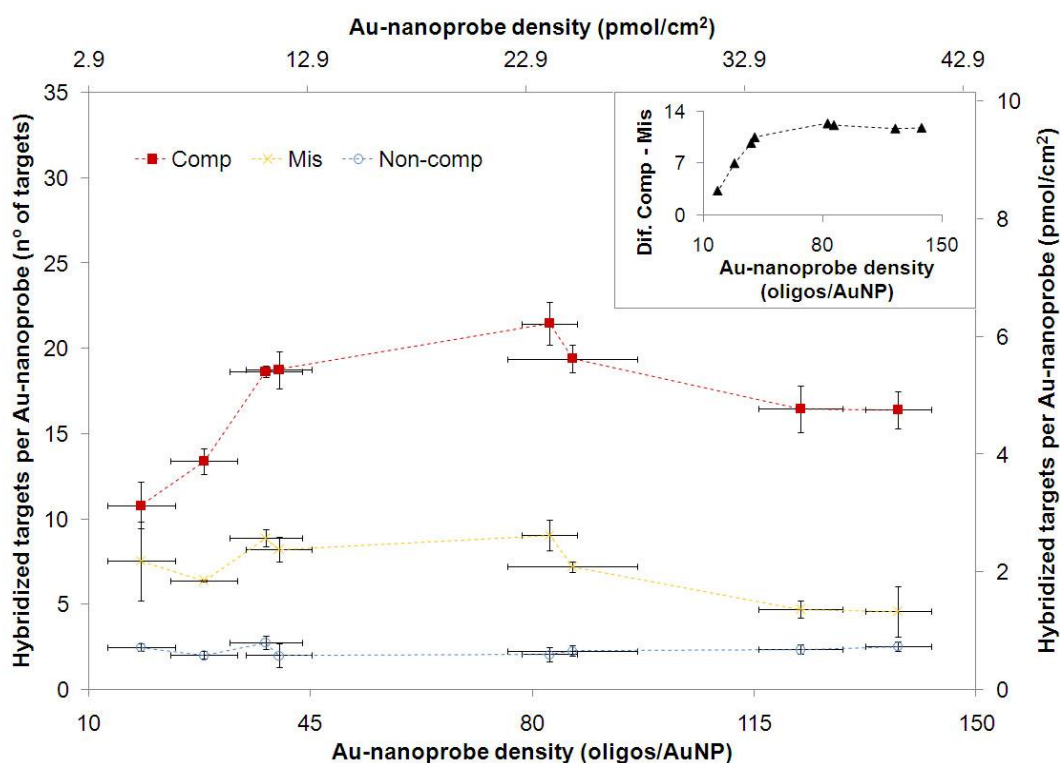 Au-nanoprobe density (pmol/cm²)
2.9 12.9 22.9 32.9 42.9
35
30
25
20
15
10
5
0
Hybridized targets per Au-nanoprobe (nº of targets)
Comp Mis Non-comp
14
7
0
Dif. Comp - Mis
10 80 150
Au-nanoprobe density
(oligos/AuNP)
10
8
6
4
2
0
Hybridized targets per Au-nanoprobe (pmol/cm²)
10 45 80 115 150
Au-nanoprobe density (oligos/AuNP)